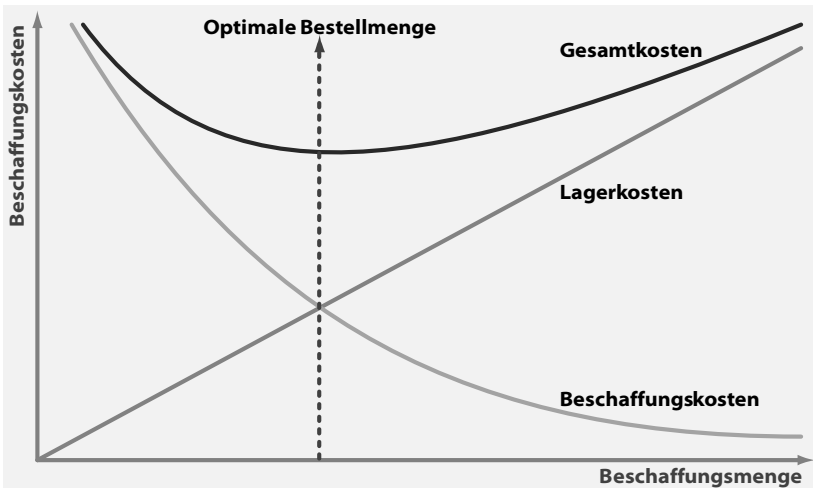 Optimale Bestellmenge
Gesamtkosten
Beschaffungskosten
Lagerkosten
Beschaffungskosten
Beschaffungsmenge